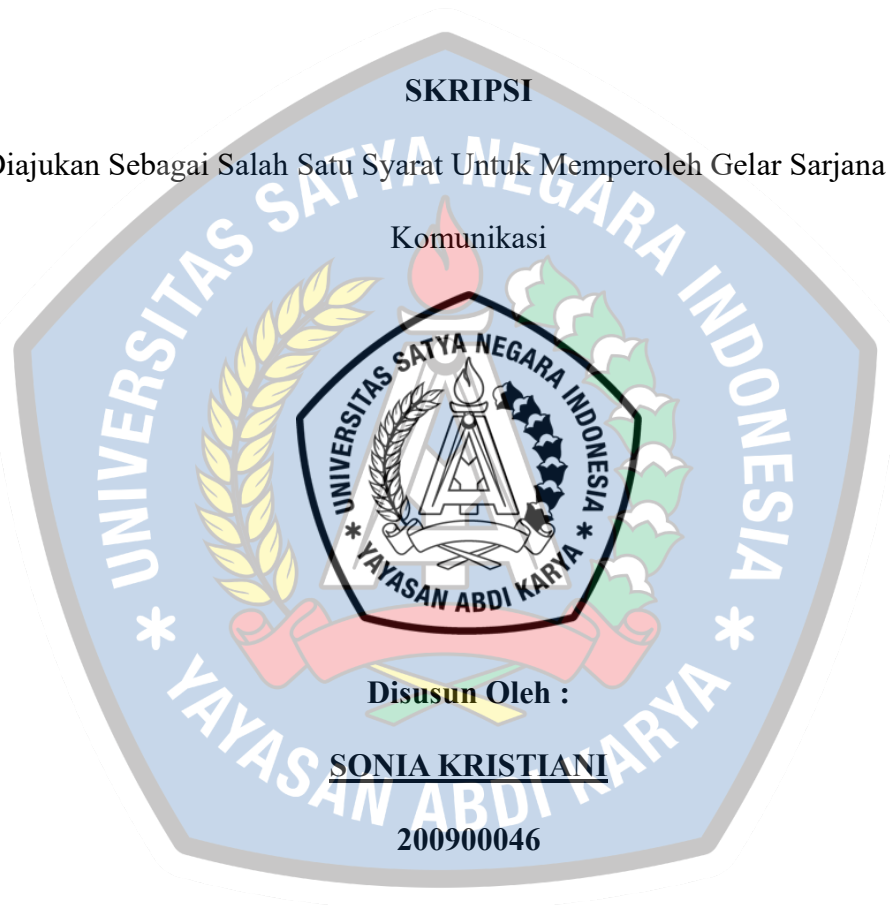 SKRIPSI
Diajukan Sebagai Salah Satu Syarat Untuk Memperoleh Gelar Sarjana
Komunikasi
UNIVERSITAS SATYA NEGARA INDONESIA
* YAYASAN ABDI KARYA *
UNIVERSITAS SATYA NEGARA INDONESIA
* YAYASAN ABDI KARYA *
Disusun Oleh :
SONIA KRISTIANI
200900046